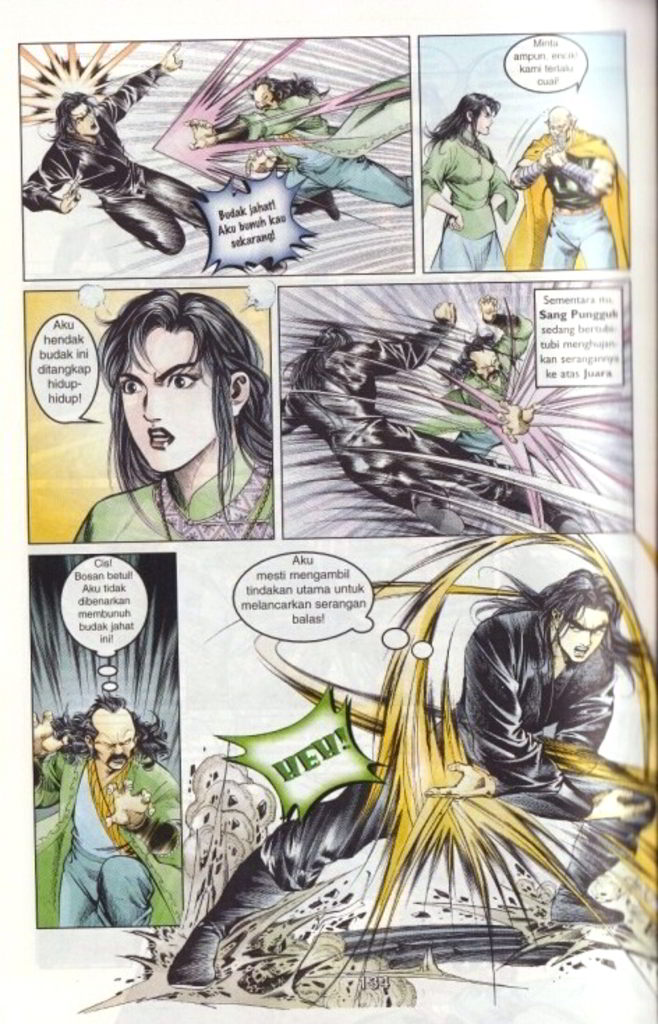 Budak jahat!
Aku bunuh kau
sekarang!
Minta
ampun, encik!
kami terlalu
cuai!
Aku
hendak
budak ini
ditangkap
hidup-
hidup!
Sementara itu,
Sang Pungguk
sedang bertubi-
tubi menghujan-
kan serangannya
ke atas Juara.
Cis!
Bosan betul!
Aku tidak
dibenarkan
membunuh
budak jahat
ini!
Aku
mesti mengambil
tindakan utama untuk
melancarkan serangan
balas!
HEH!
134